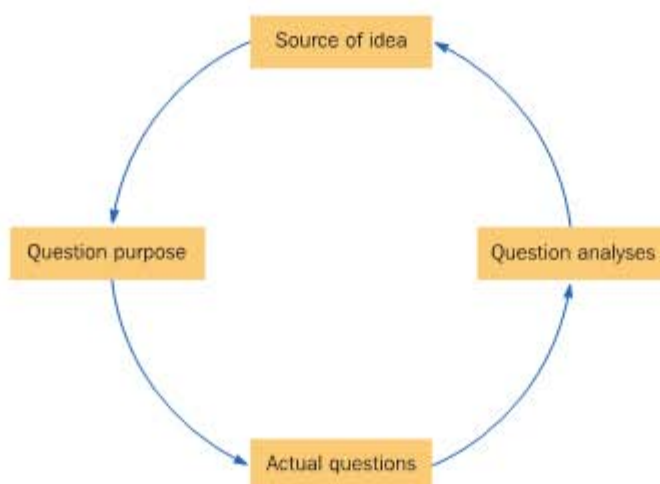 Source of idea
Question purpose
Question analyses
Actual questions